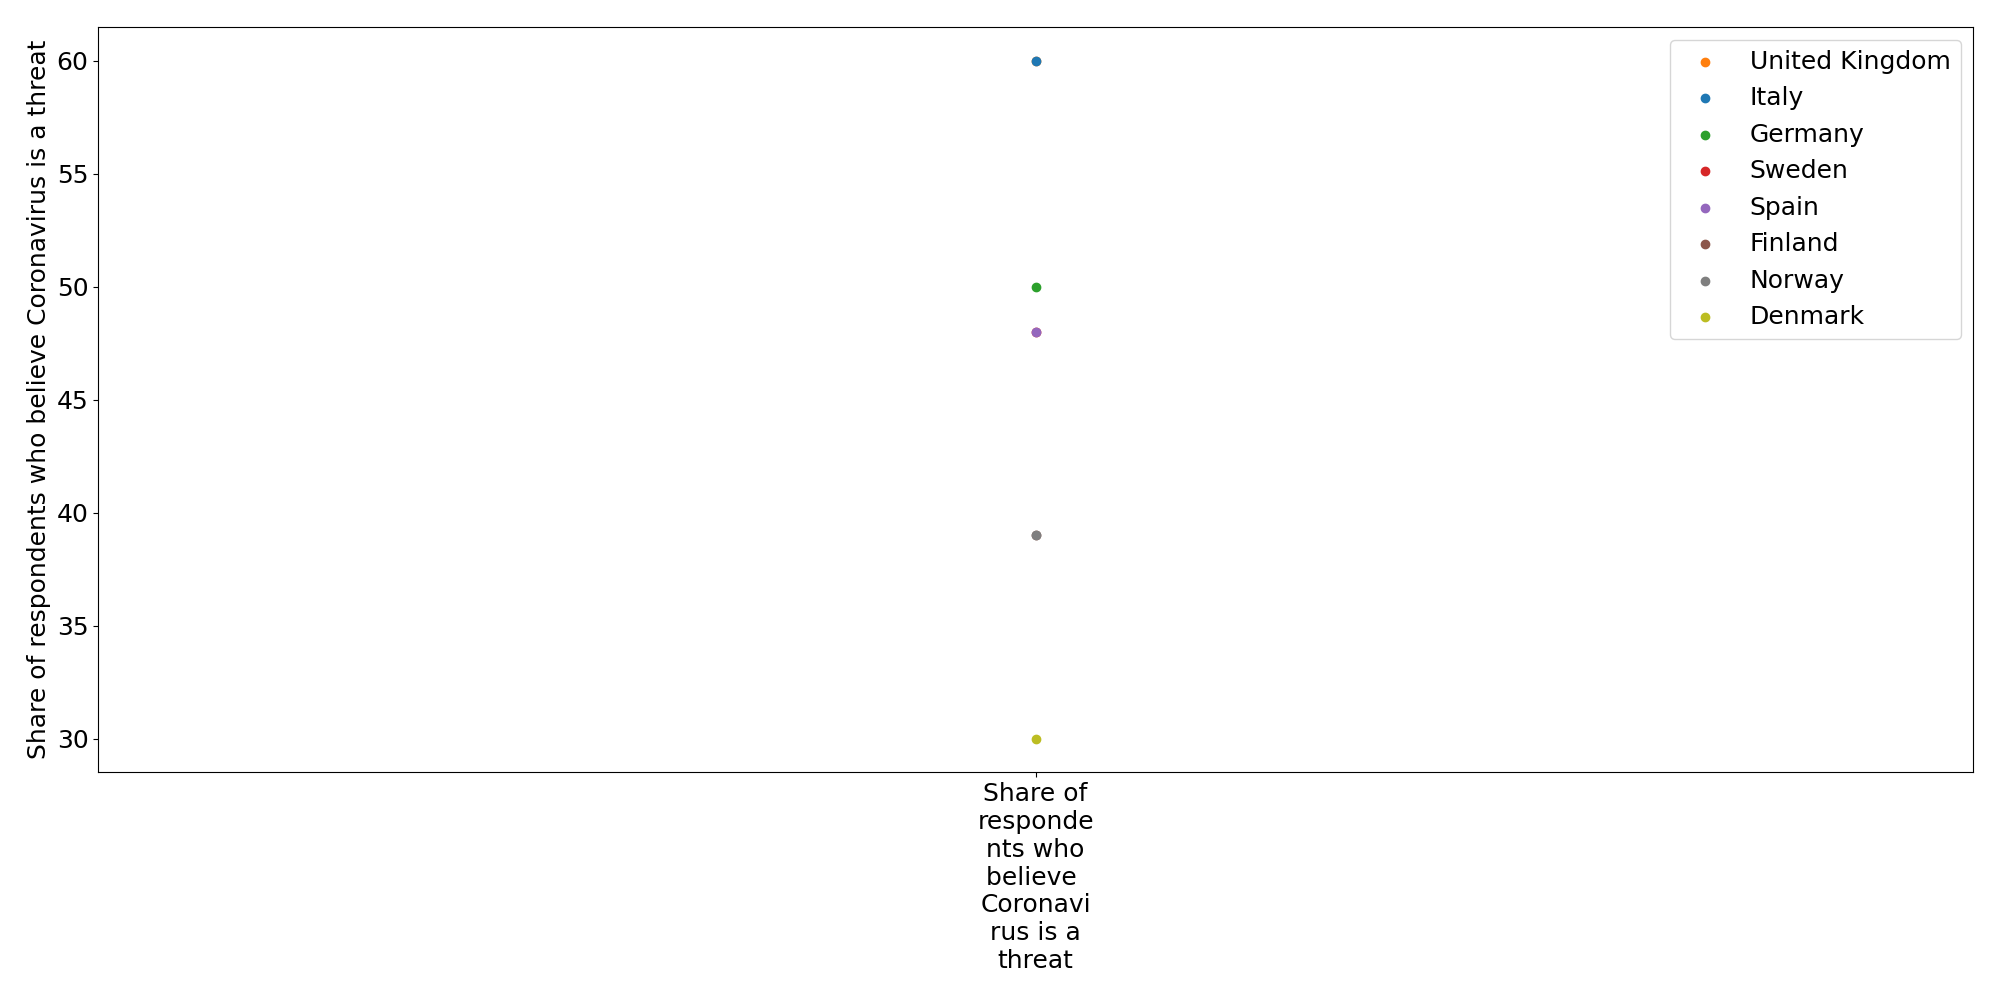 Share of respondents who believe Coronavirus is a threat
60
55
50
45
40
35
30
United Kingdom
Italy
Germany
Sweden
Spain
Finland
Norway
Denmark
Share of
responde
nts who
believe
Coronavi
rus is a
threat